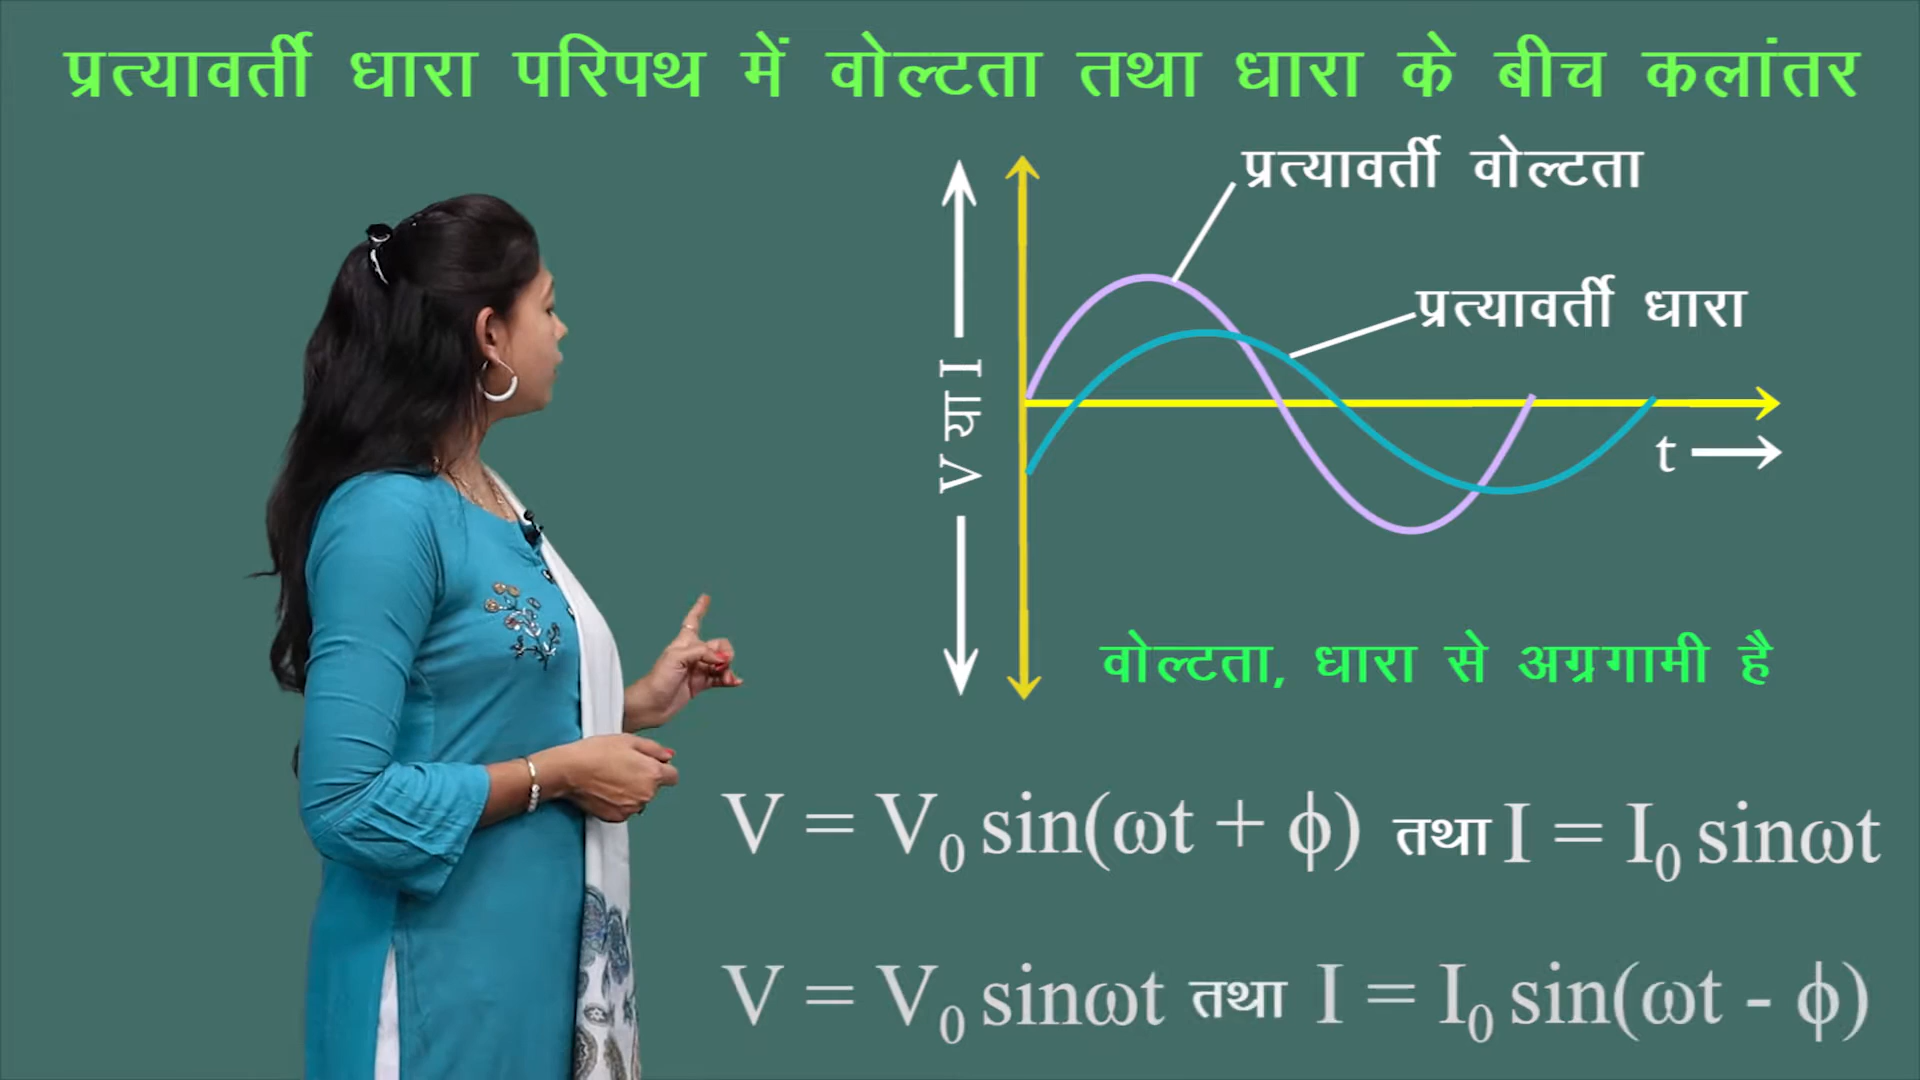 प्रत्यावर्ती धारा परिपथ में वोल्टता तथा धारा के बीच कलांतर
प्रत्यावर्ती वोल्टता
प्रत्यावर्ती धारा
V या I
t
वोल्टता, धारा से अग्रगामी है
V = V₀ sin(ωt + ϕ) तथा I = I₀ sinωt
V = V₀ sinωt तथा I = I₀ sin(ωt - ϕ)